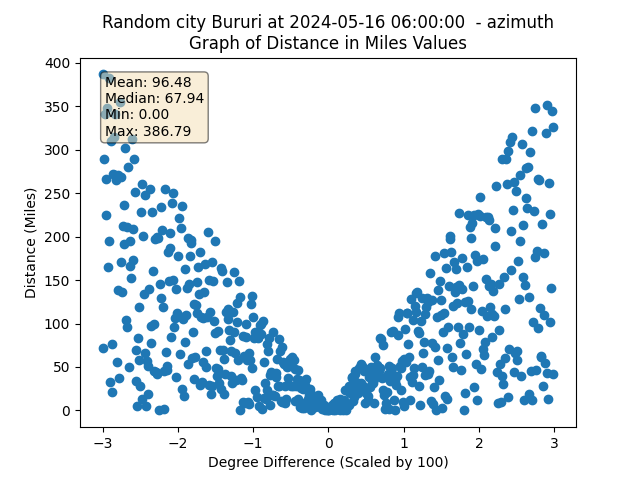 Random city Bururi at 2024-05-16 06:00:00  - azimuth
Graph of Distance in Miles Values
Mean: 96.48
Median: 67.94
Min: 0.00
Max: 386.79
Distance (Miles)
400
350
300
250
200
150
100
50
0
−3
−2
−1
0
1
2
3
Degree Difference (Scaled by 100)